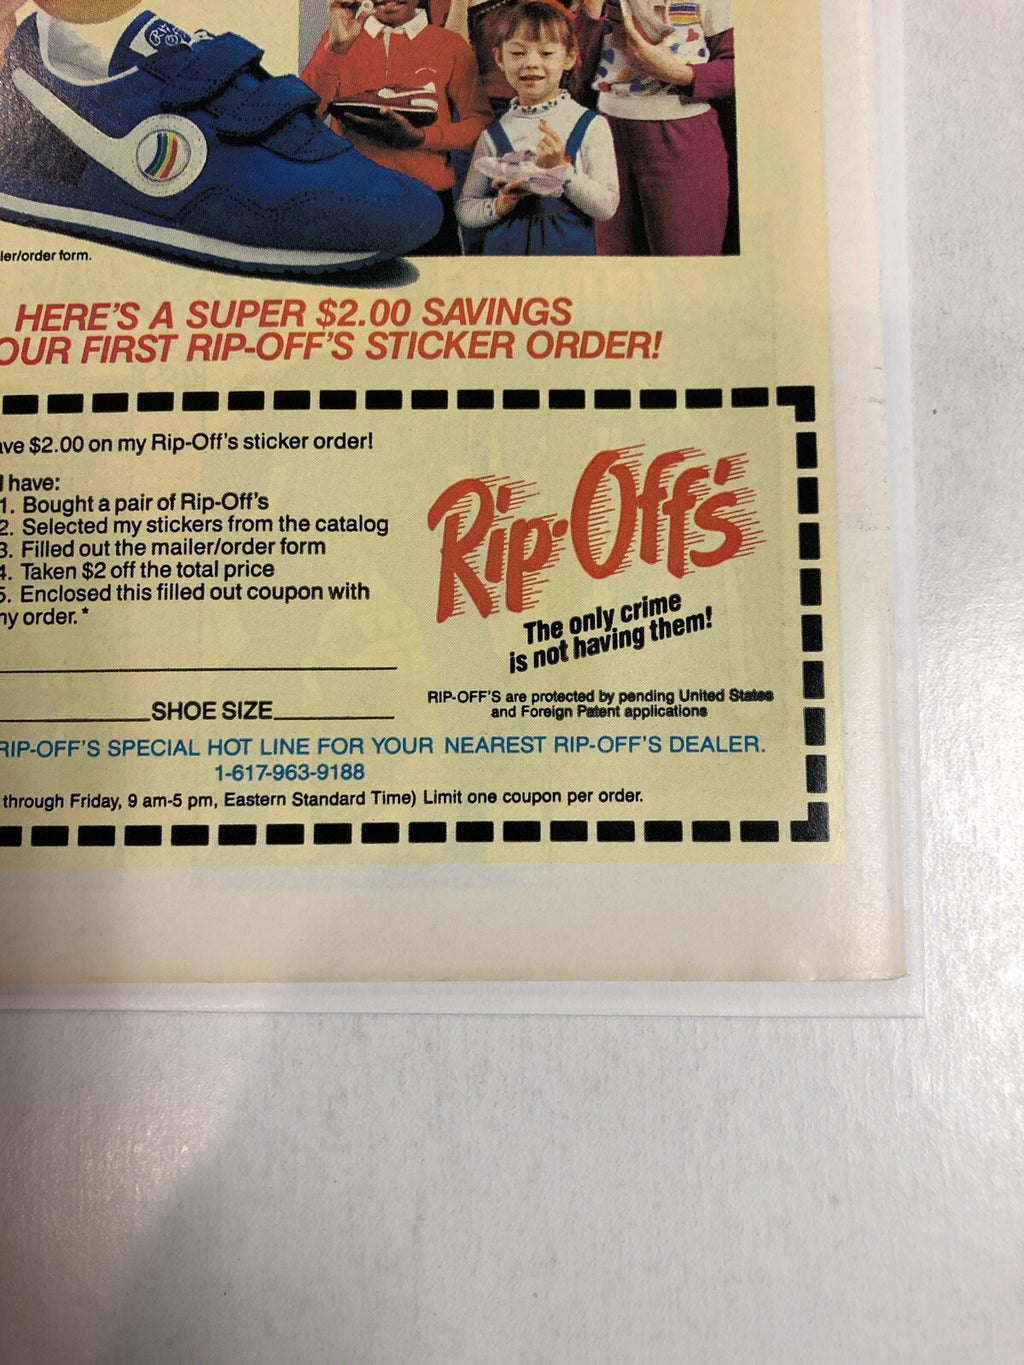 ler/order form.
HERE'S A SUPER $2.00 SAVINGS
OUR FIRST RIP-OFF'S STICKER ORDER!
ave $2.00 on my Rip-Off's sticker order!
I have:
1. Bought a pair of Rip-Off's
2. Selected my stickers from the catalog
3. Filled out the mailer/order form
4. Taken $2 off the total price
5. Enclosed this filled out coupon with
my order.*
Rip-Off's
The only crime
is not having them!
SHOE SIZE
RIP-OFF'S are protected by pending United States
and Foreign Patent applications
RIP-OFF'S SPECIAL HOT LINE FOR YOUR NEAREST RIP-OFF'S DEALER.
1-617-963-9188
through Friday, 9 am-5 pm, Eastern Standard Time) Limit one coupon per order.